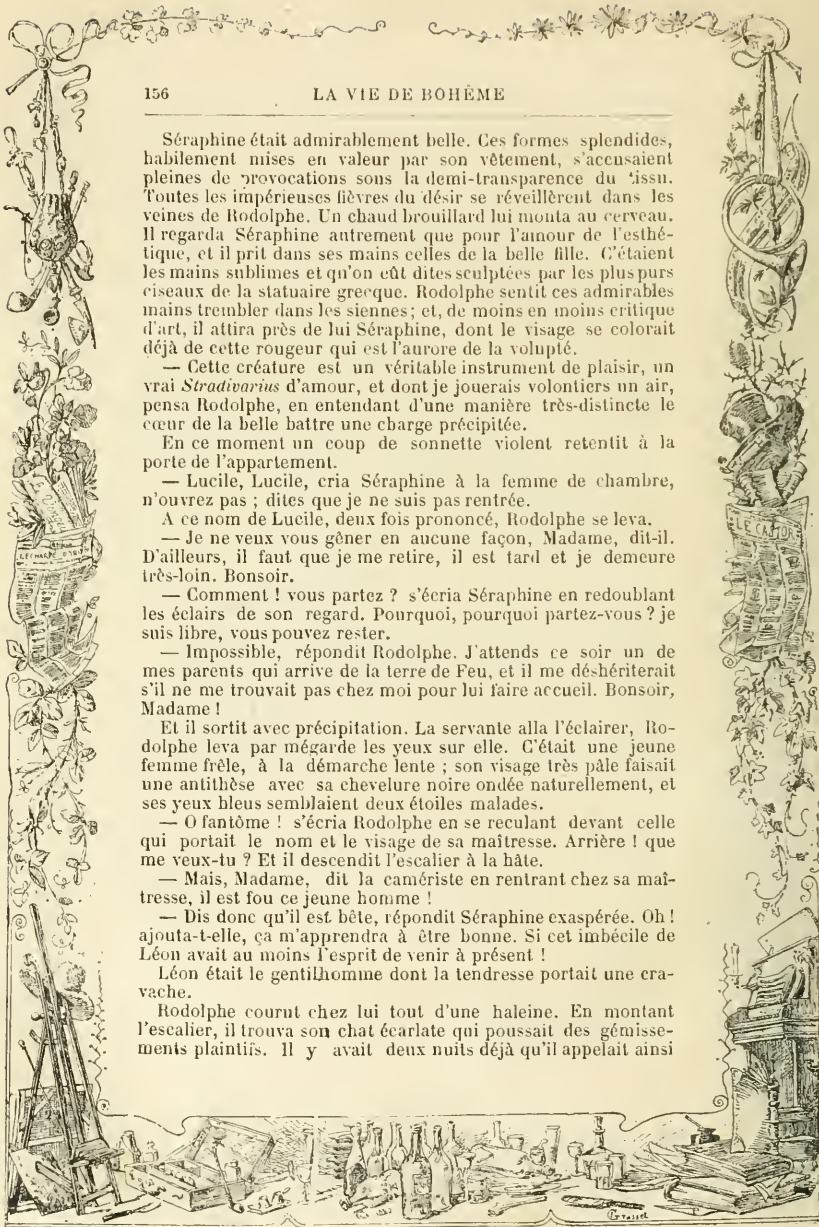 156 LA VIE DE BOHÈME
Séraphine était admirablement belle. Ces formes splendides,
habilement mises en valeur par son vêtement, s'accusaient
pleines de provocations sous la demi-transparence du tissu.
Toutes les impérieuses fièvres du désir se réveillèrent dans les
veines de Rodolphe. Un chaud brouillard lui monta au cerveau.
Il regarda Séraphine autrement que pour l'amour de l'esthé-
tique, et il prit dans ses mains celles de la belle fille. C'étaient
les mains sublimes et qu'on eût dites sculptées par les plus purs
ciseaux de la statuaire grecque. Rodolphe sentit ces admirables
mains trembler dans les siennes; et, de moins en moins critique
d'art, il attira près de lui Séraphine, dont le visage se colorait
déjà de cette rougeur qui est l'aurore de la volupté.
— Cette créature est un véritable instrument de plaisir, un
vrai Stradivarius d'amour, et dont je jouerais volontiers un air,
pensa Rodolphe, en entendant d'une manière très-distincte le
cœur de la belle battre une charge précipitée.
En ce moment un coup de sonnette violent retentit à la
porte de l'appartement.
— Lucile, Lucile, cria Séraphine à la femme de chambre,
n'ouvrez pas ; dites que je ne suis pas rentrée.
A ce nom de Lucile, deux fois prononcé, Rodolphe se leva.
— Je ne veux vous gêner en aucune façon, Madame, dit-il.
D'ailleurs, il faut que je me retire, il est tard et je demeure
très-loin. Bonsoir.
— Comment ! vous partez ? s'écria Séraphine en redoublant
les éclairs de son regard. Pourquoi, pourquoi partez-vous ? je
suis libre, vous pouvez rester.
— Impossible, répondit Rodolphe. J'attends ce soir un de
mes parents qui arrive de la terre de Feu, et il me déshériterait
s'il ne me trouvait pas chez moi pour lui faire accueil. Bonsoir,
Madame !
Et il sortit avec précipitation. La servante alla l'éclairer, Ro-
dolphe leva par mégarde les yeux sur elle. C'était une jeune
femme frêle, à la démarche lente ; son visage très pâle faisait
une antithèse avec sa chevelure noire ondée naturellement, et
ses yeux bleus semblaient deux étoiles malades.
— O fantôme ! s'écria Rodolphe en se reculant devant celle
qui portait le nom et le visage de sa maîtresse. Arrière ! que
me veux-tu ? Et il descendit l'escalier à la hâte.
— Mais, Madame, dit la camériste en rentrant chez sa maî-
tresse, il est fou ce jeune homme !
— Dis donc qu'il est bête, répondit Séraphine exaspérée. Oh !
ajouta-t-elle, ça m'apprendra à être bonne. Si cet imbécile de
Léon avait au moins l'esprit de venir à présent !
Léon était le gentilhomme dont la tendresse portait une cra-
vache.
Rodolphe courut chez lui tout d'une haleine. En montant
l'escalier, il trouva son chat écarlate qui poussait des gémisse-
ments plaintifs. Il y avait deux nuits déjà qu'il appelait ainsi
L'ECHARPE
LE CASTOR
Grasset